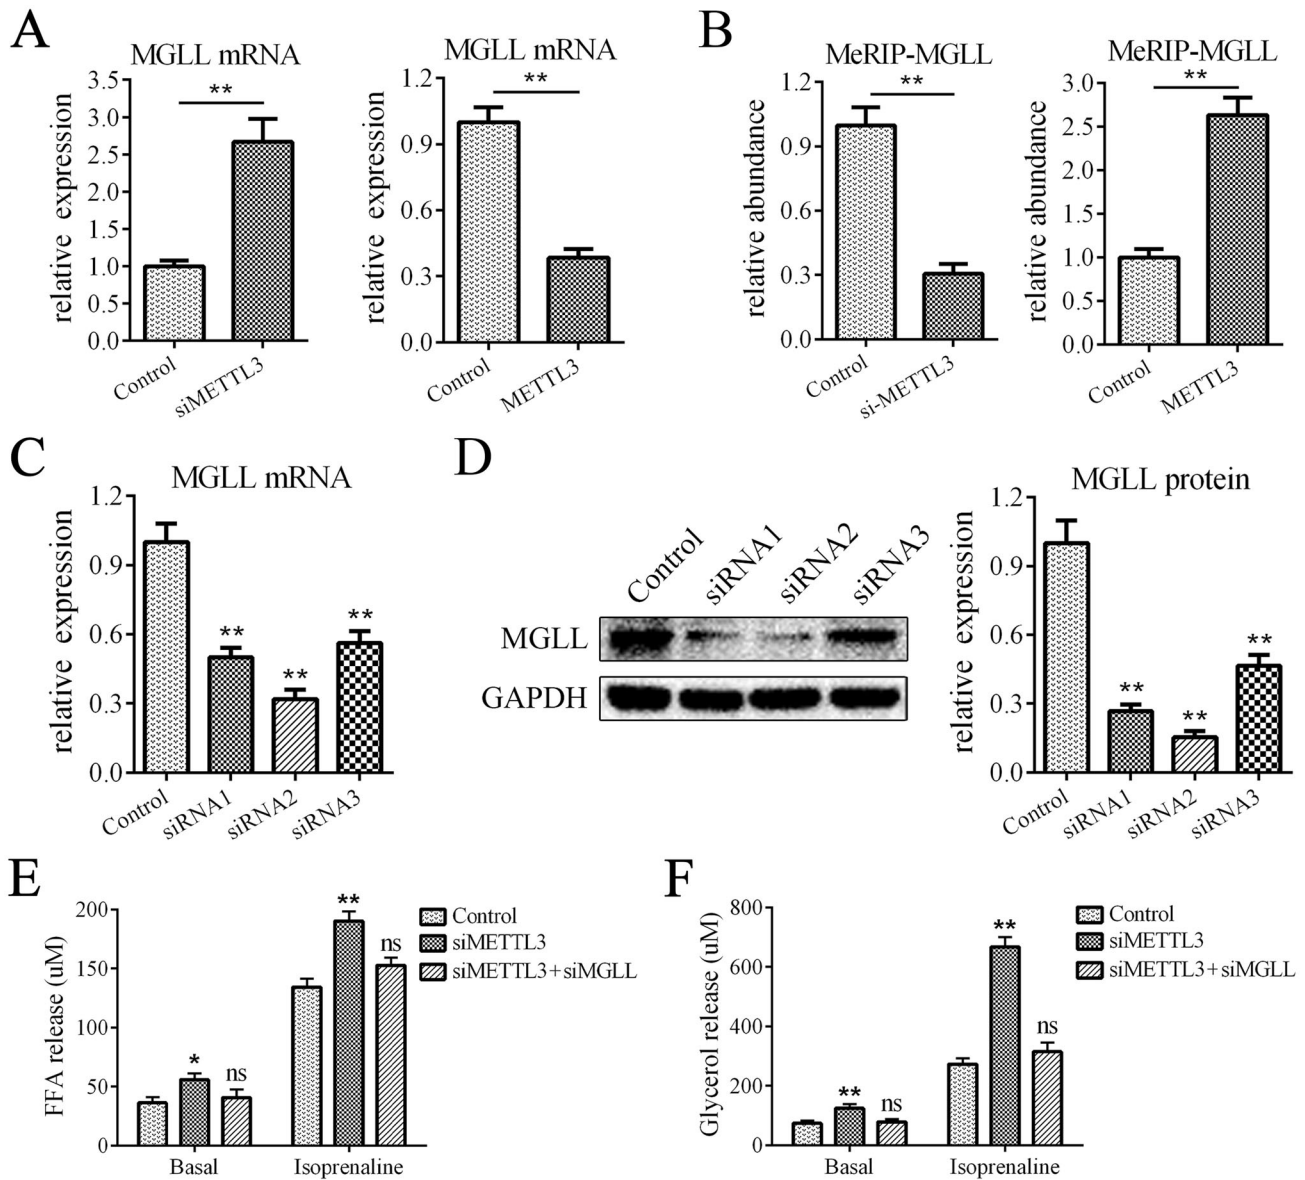 A
MGLL mRNA
relative expression
3.5
3.0
2.5
2.0
1.5
1.0
0.5
0.0
**
Control
siMETTL3
MGLL mRNA
relative expression
1.2
0.9
0.6
0.3
0.0
**
Control
METTL3
B
MeRIP-MGLL
relative abundance
1.2
0.9
0.6
0.3
0.0
**
Control
si-METTL3
MeRIP-MGLL
relative abundance
3.0
2.5
2.0
1.5
1.0
0.5
0.0
**
Control
METTL3
C
MGLL mRNA
relative expression
1.2
0.9
0.6
0.3
0.0
**
**
**
Control
siRNA1
siRNA2
siRNA3
D
Control
siRNA1
siRNA2
siRNA3
MGLL
GAPDH
MGLL protein
relative expression
1.2
0.9
0.6
0.3
0.0
**
**
**
Control
siRNA1
siRNA2
siRNA3
E
FFA release (uM)
200
150
100
50
0
*
ns
**
ns
Basal
Isoprenaline
Control
siMETTL3
siMETTL3+siMGLL
F
Glycerol release (uM)
800
600
400
200
0
**
ns
**
ns
Basal
Isoprenaline
Control
siMETTL3
siMETTL3+siMGLL